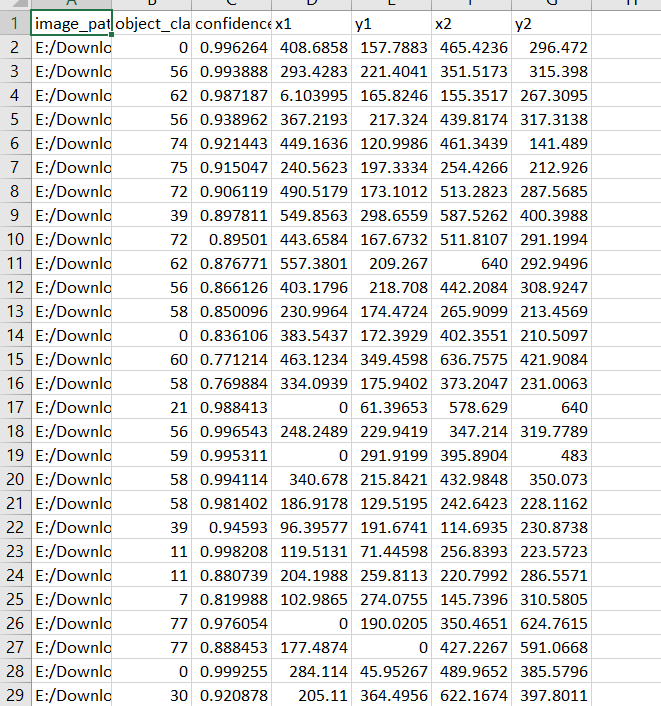 A B C D E F G H
1 image_pat object_cla confidence x1 y1 x2 y2
2 E:/Downlo 0 0.996264 408.6858 157.7883 465.4236 296.472
3 E:/Downlo 56 0.993888 293.4283 221.4041 351.5173 315.398
4 E:/Downlo 62 0.987187 6.103995 165.8246 155.3517 267.3095
5 E:/Downlo 56 0.938962 367.2193 217.324 439.8174 317.3138
6 E:/Downlo 74 0.921443 449.1636 120.9986 461.3439 141.489
7 E:/Downlo 75 0.915047 240.5623 197.3334 254.4266 212.926
8 E:/Downlo 72 0.906119 490.5179 173.1012 513.2823 287.5685
9 E:/Downlo 39 0.897811 549.8563 298.6559 587.5262 400.3988
10 E:/Downlo 72 0.89501 443.6584 167.6732 511.8107 291.1994
11 E:/Downlo 62 0.876771 557.3801 209.267 640 292.9496
12 E:/Downlo 56 0.866126 403.1796 218.708 442.2084 308.9247
13 E:/Downlo 58 0.850096 230.9964 174.4724 265.9099 213.4569
14 E:/Downlo 0 0.836106 383.5437 172.3929 402.3551 210.5097
15 E:/Downlo 60 0.771214 463.1234 349.4598 636.7575 421.9084
16 E:/Downlo 58 0.769884 334.0939 175.9402 373.2047 231.0063
17 E:/Downlo 21 0.988413 0 61.39653 578.629 640
18 E:/Downlo 56 0.996543 248.2489 229.9419 347.214 319.7789
19 E:/Downlo 59 0.995311 0 291.9199 395.8904 483
20 E:/Downlo 58 0.994114 340.678 215.8421 432.9848 350.073
21 E:/Downlo 58 0.981402 186.9178 129.5195 242.6423 228.1162
22 E:/Downlo 39 0.94593 96.39577 191.6741 114.6935 230.8738
23 E:/Downlo 11 0.998208 119.5131 71.44598 256.8393 223.5723
24 E:/Downlo 11 0.880739 204.1988 259.8113 220.7992 286.5571
25 E:/Downlo 7 0.819988 102.9865 274.0755 145.7396 310.5805
26 E:/Downlo 77 0.976054 0 190.0205 350.4651 624.7615
27 E:/Downlo 77 0.888453 177.4874 0 427.2267 591.0668
28 E:/Downlo 0 0.999255 284.114 45.95267 489.9652 385.5796
29 E:/Downlo 30 0.920878 205.11 364.4956 622.1674 397.8011